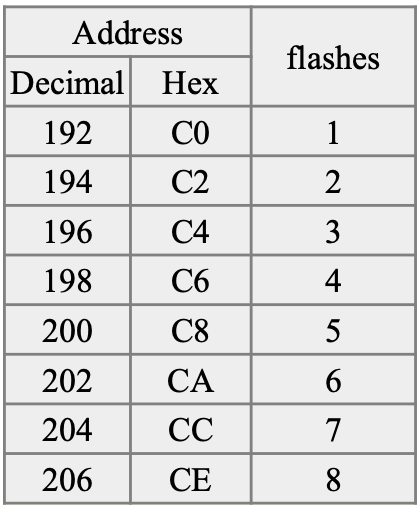 Address
flashes
Decimal Hex
192 C0 1
194 C2 2
196 C4 3
198 C6 4
200 C8 5
202 CA 6
204 CC 7
206 CE 8